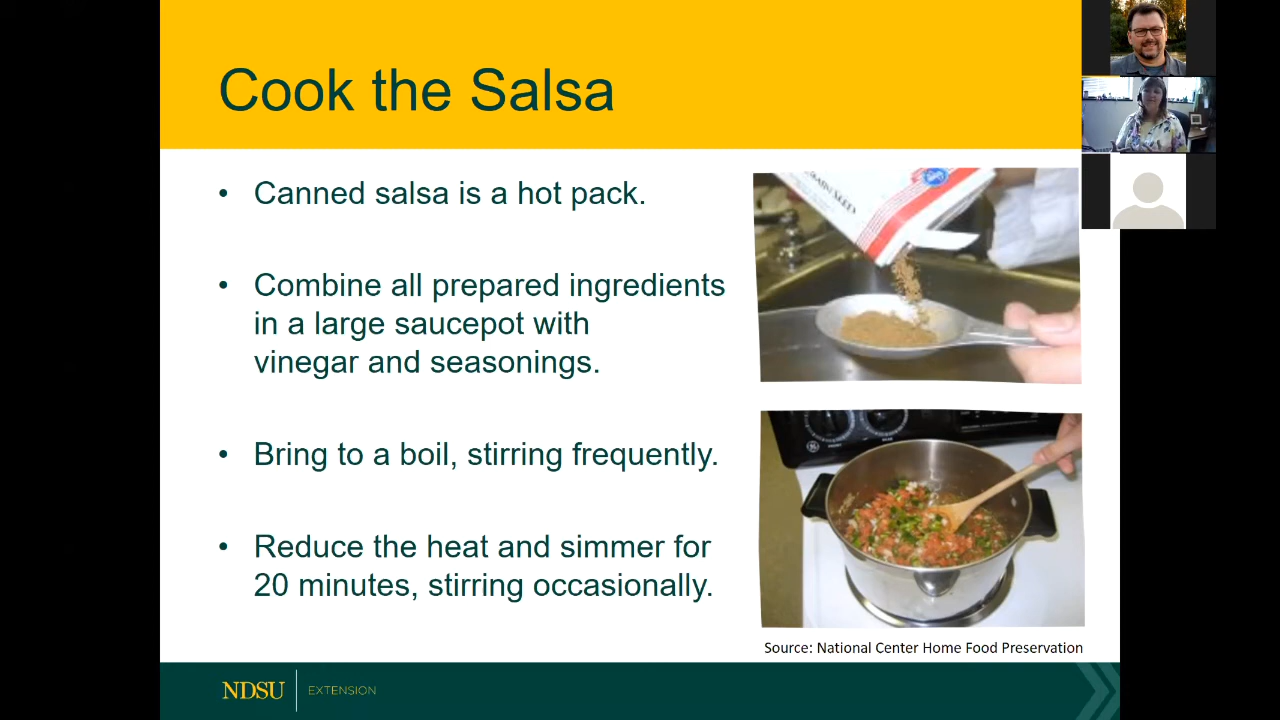 Cook the Salsa
• Canned salsa is a hot pack.
• Combine all prepared ingredients
in a large saucepot with
vinegar and seasonings.
• Bring to a boil, stirring frequently.
• Reduce the heat and simmer for
20 minutes, stirring occasionally.
Source: National Center Home Food Preservation
NDSU EXTENSION